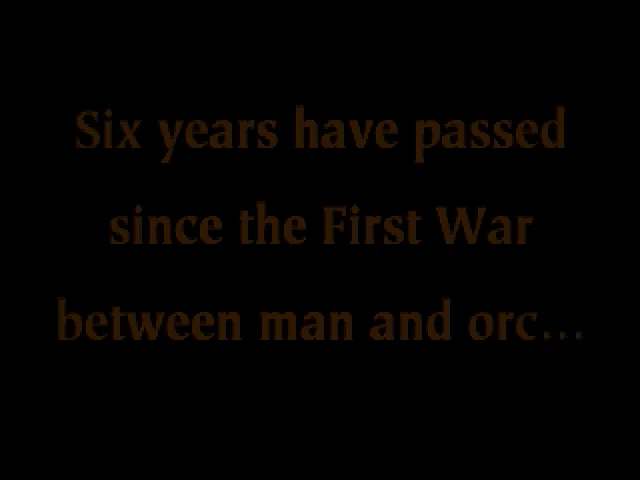 Six years have passed
since the First War
between man and orc...